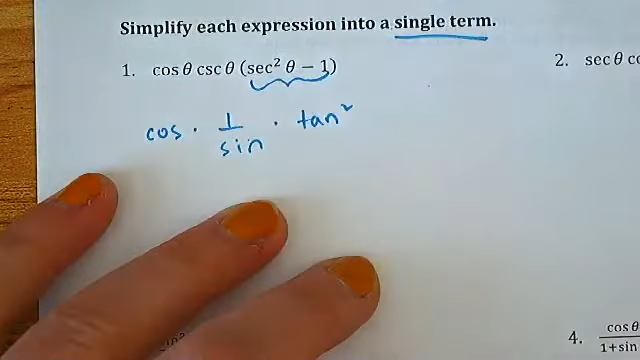 Simplify each expression into a single term.
1. cos θ csc θ (sec² θ − 1)
2. sec θ
cos · 1/sin · tan²
4. cos θ
1+sin